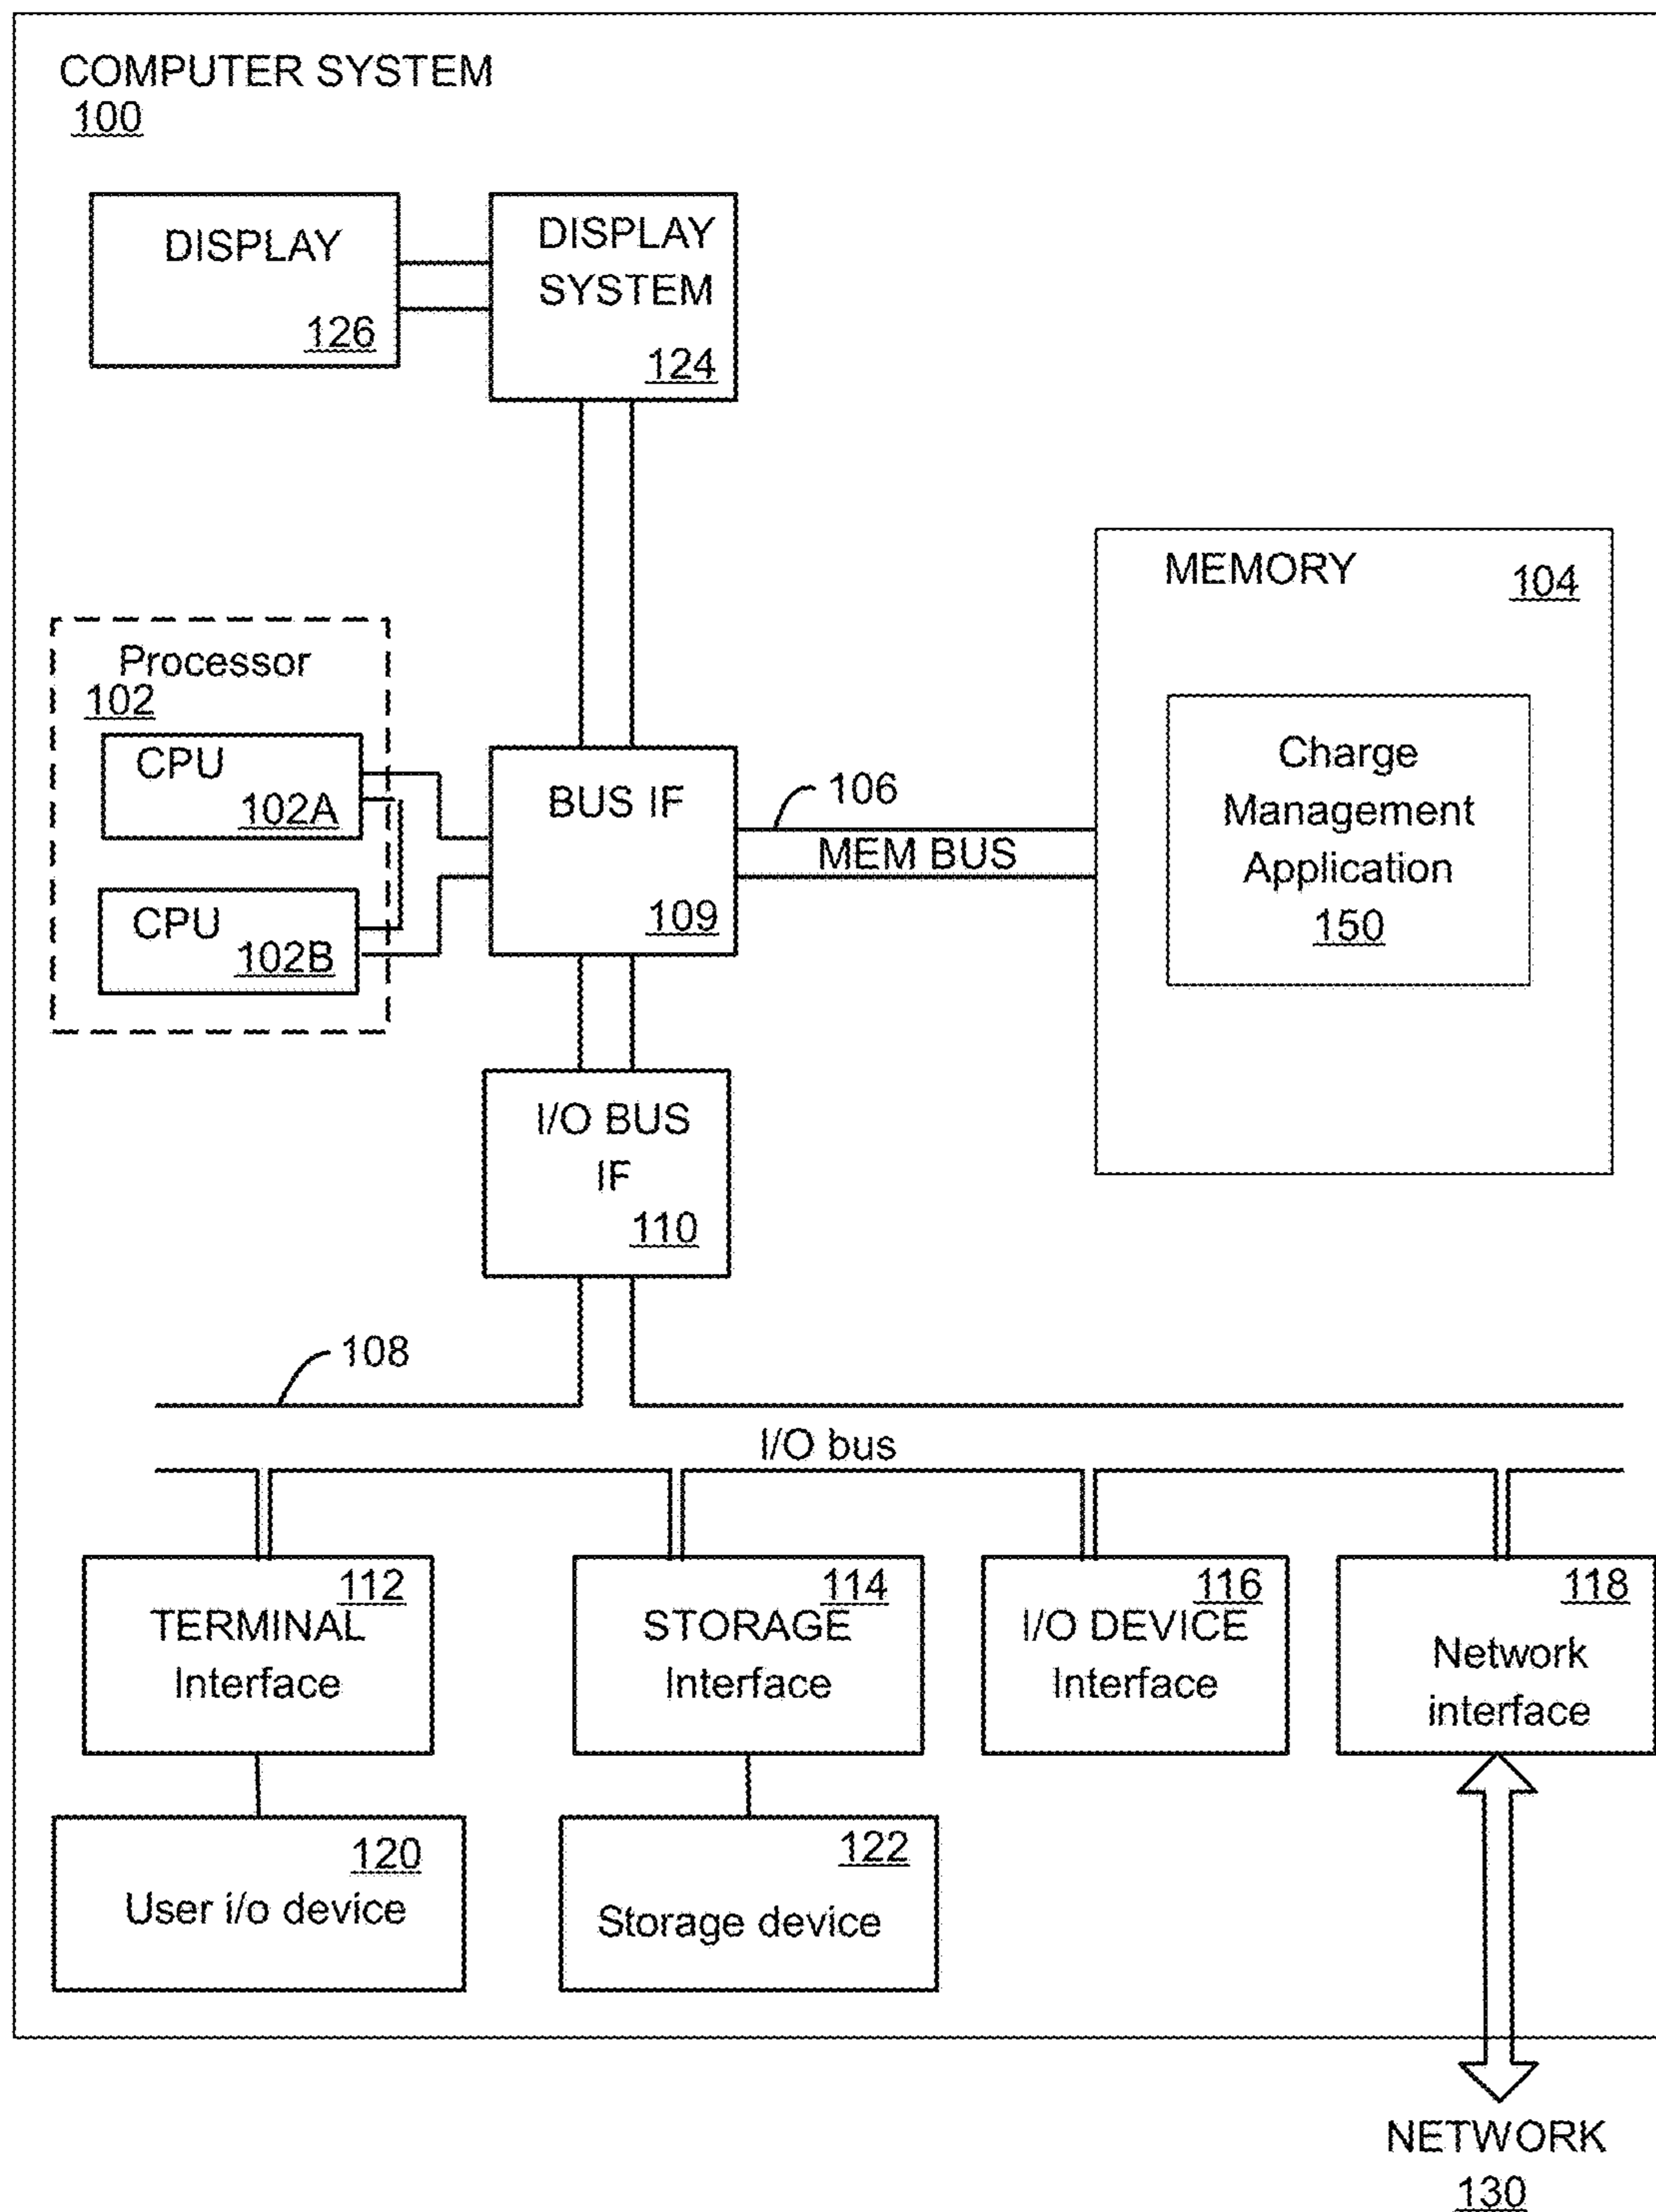 COMPUTER SYSTEM
100
DISPLAY
126
DISPLAY
SYSTEM
124
MEMORY
104
Processor
102
CPU
102A
CPU
102B
BUS IF
109
106
MEM BUS
Charge
Management
Application
150
I/O BUS
IF
110
108
I/O bus
112
TERMINAL
Interface
114
STORAGE
Interface
116
I/O DEVICE
Interface
118
Network
interface
120
User i/o device
122
Storage device
NETWORK
130